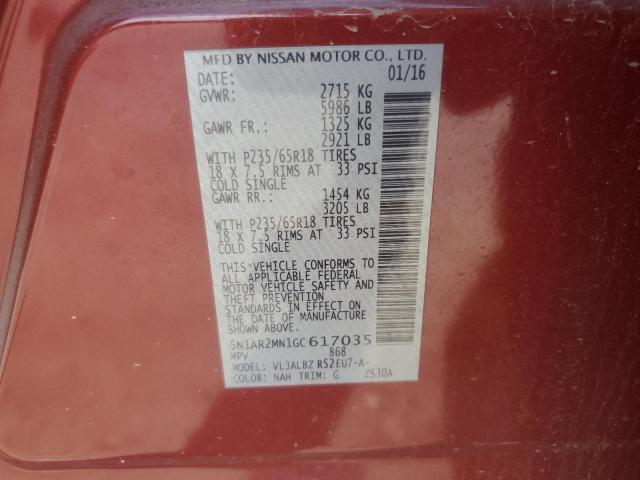 MFD BY NISSAN MOTOR CO., LTD.
DATE: 01/16
GVWR: 2715 KG
5986 LB
GAWR FR.: 1325 KG
2921 LB
WITH P235/65R18 TIRES
18 X 7.5 RIMS AT 33 PSI
COLD SINGLE
GAWR RR.: 1454 KG
3205 LB
WITH P235/65R18 TIRES
18 X 7.5 RIMS AT 33 PSI
COLD SINGLE
THIS VEHICLE CONFORMS TO
ALL APPLICABLE FEDERAL
MOTOR VEHICLE SAFETY AND
THEFT PREVENTION
STANDARDS IN EFFECT ON
THE DATE OF MANUFACTURE
SHOWN ABOVE.
5N1AR2MN1GC617035
MPV 868
MODEL: VLJALBZ R52EU7-A-
COLOR: NAH TRIM: G ZS30A